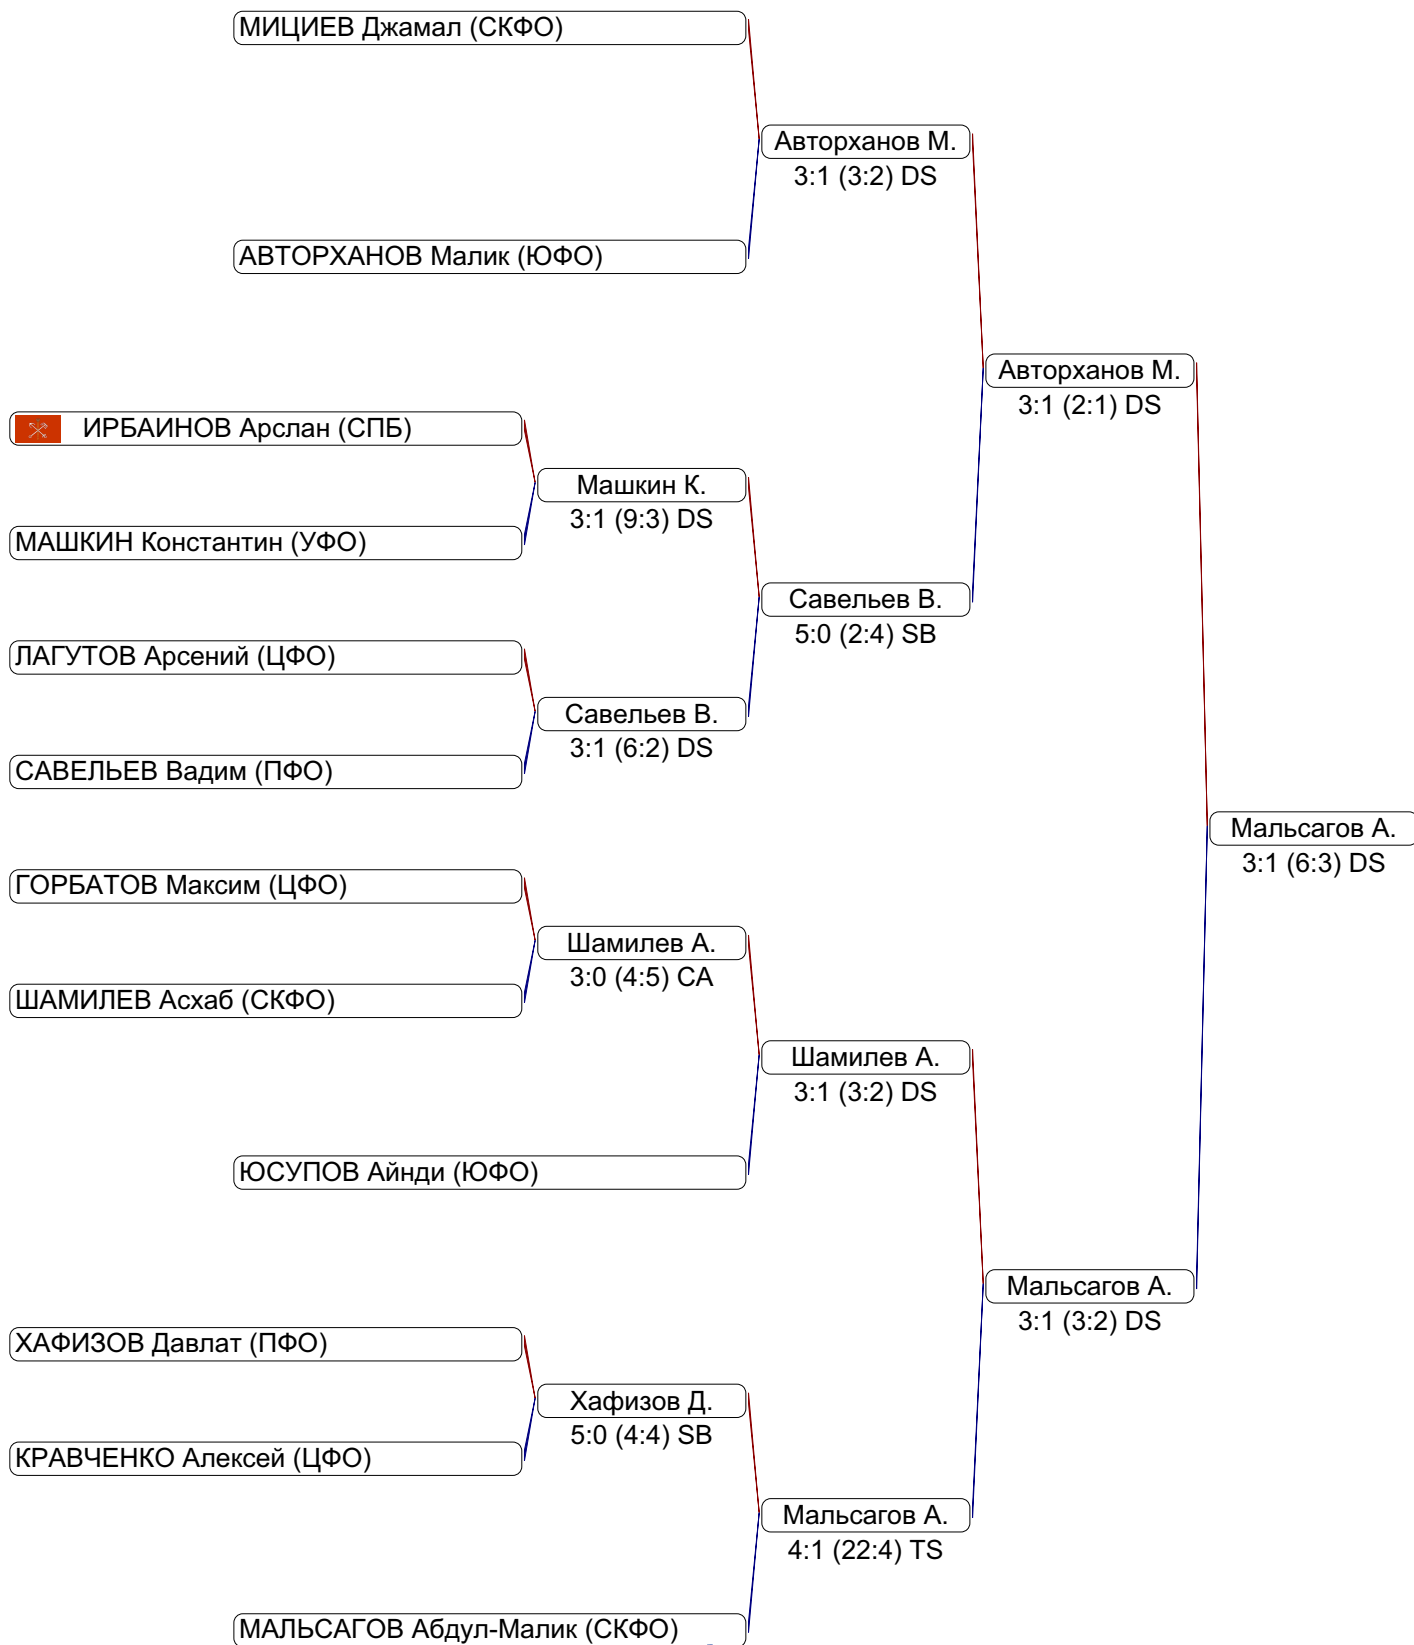 МИЦИЕВ Джамал (СКФО)
Авторханов М.
3:1 (3:2) DS
АВТОРХАНОВ Малик (ЮФО)
Авторханов М.
3:1 (2:1) DS
ИРБАИНОВ Арслан (СПБ)
Машкин К.
3:1 (9:3) DS
МАШКИН Константин (УФО)
Савельев В.
5:0 (2:4) SB
ЛАГУТОВ Арсений (ЦФО)
Савельев В.
3:1 (6:2) DS
САВЕЛЬЕВ Вадим (ПФО)
Мальсагов А.
3:1 (6:3) DS
ГОРБАТОВ Максим (ЦФО)
Шамилев А.
3:0 (4:5) CA
ШАМИЛЕВ Асхаб (СКФО)
Шамилев А.
3:1 (3:2) DS
ЮСУПОВ Айнди (ЮФО)
Мальсагов А.
3:1 (3:2) DS
ХАФИЗОВ Давлат (ПФО)
Хафизов Д.
5:0 (4:4) SB
КРАВЧЕНКО Алексей (ЦФО)
Мальсагов А.
4:1 (22:4) TS
МАЛЬСАГОВ Абдул-Малик (СКФО)